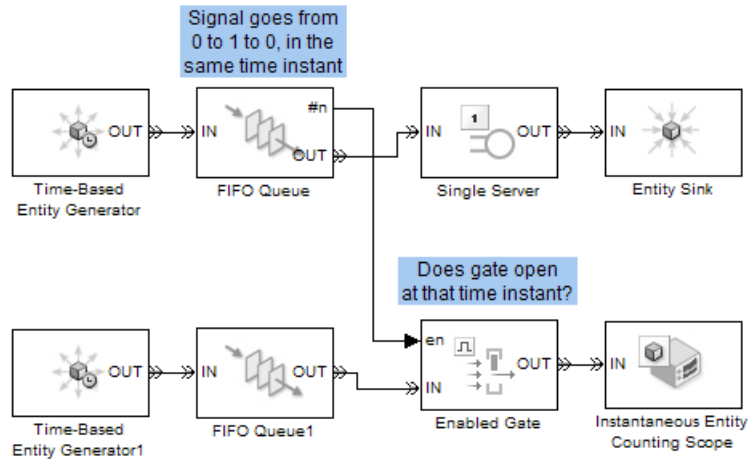 Signal goes from
0 to 1 to 0, in the
same time instant
OUT
Time-Based
Entity Generator
IN
#n
OUT
FIFO Queue
IN
1
OUT
Single Server
IN
Entity Sink
Does gate open
at that time instant?
OUT
Time-Based
Entity Generator1
IN
OUT
FIFO Queue1
en
IN
OUT
Enabled Gate
IN
Instantaneous Entity
Counting Scope